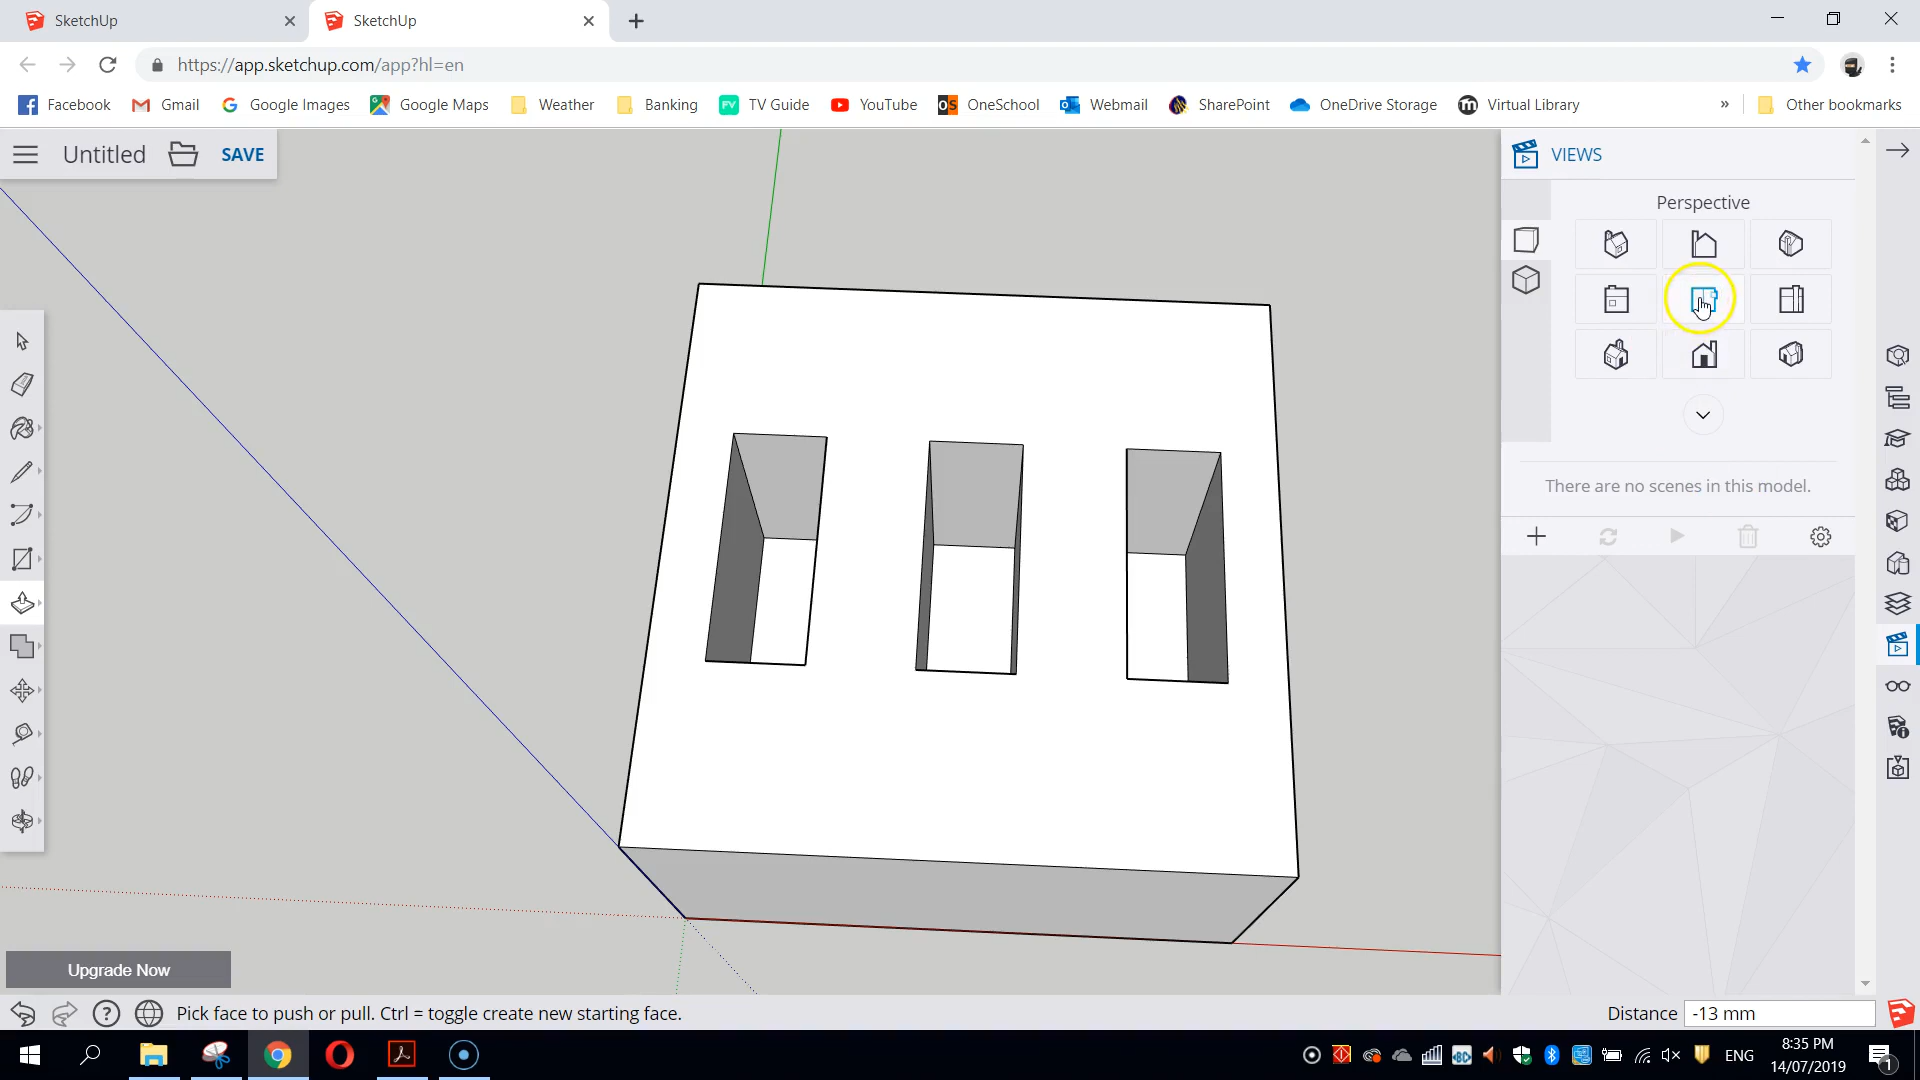 SketchUp
SketchUp
https://app.sketchup.com/app?hl=en
Facebook Gmail Google Images Google Maps Weather Banking TV Guide YouTube OneSchool Webmail SharePoint OneDrive Storage Virtual Library » Other bookmarks
Untitled SAVE
VIEWS
Perspective
There are no scenes in this model.
Upgrade Now
Pick face to push or pull. Ctrl = toggle create new starting face.
Distance -13 mm
ENG
8:35 PM
14/07/2019
1